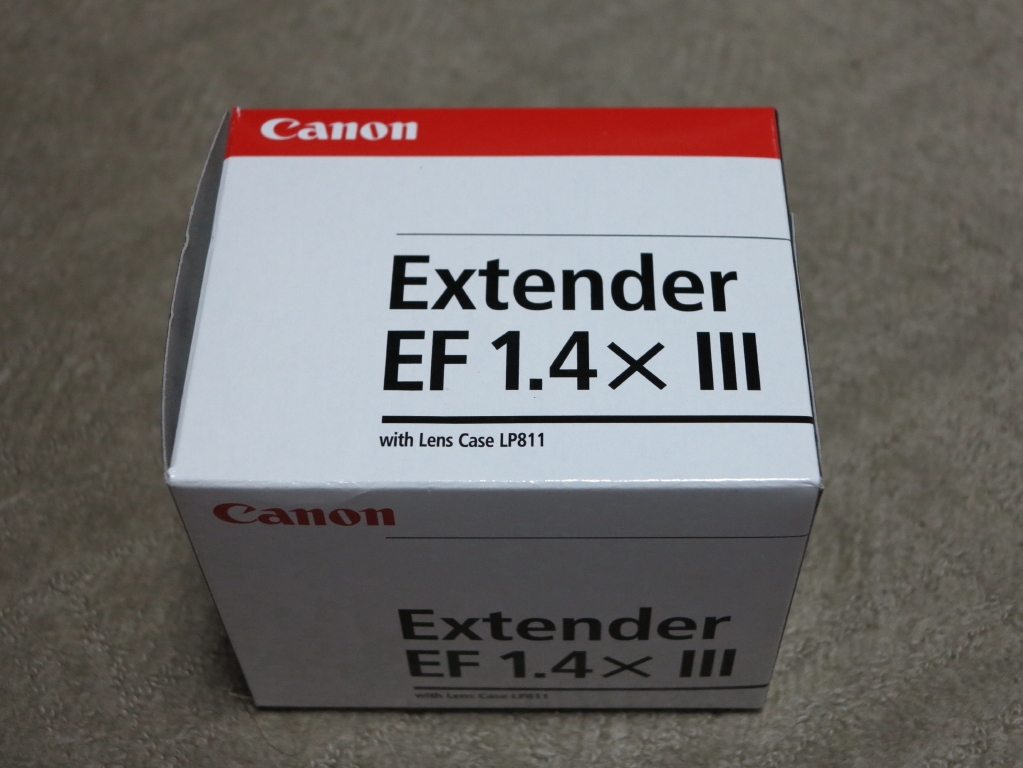 Canon
Extender
EF 1.4× III
with Lens Case LP811
Canon
Extender
EF 1.4× III
with Lens Case LP811